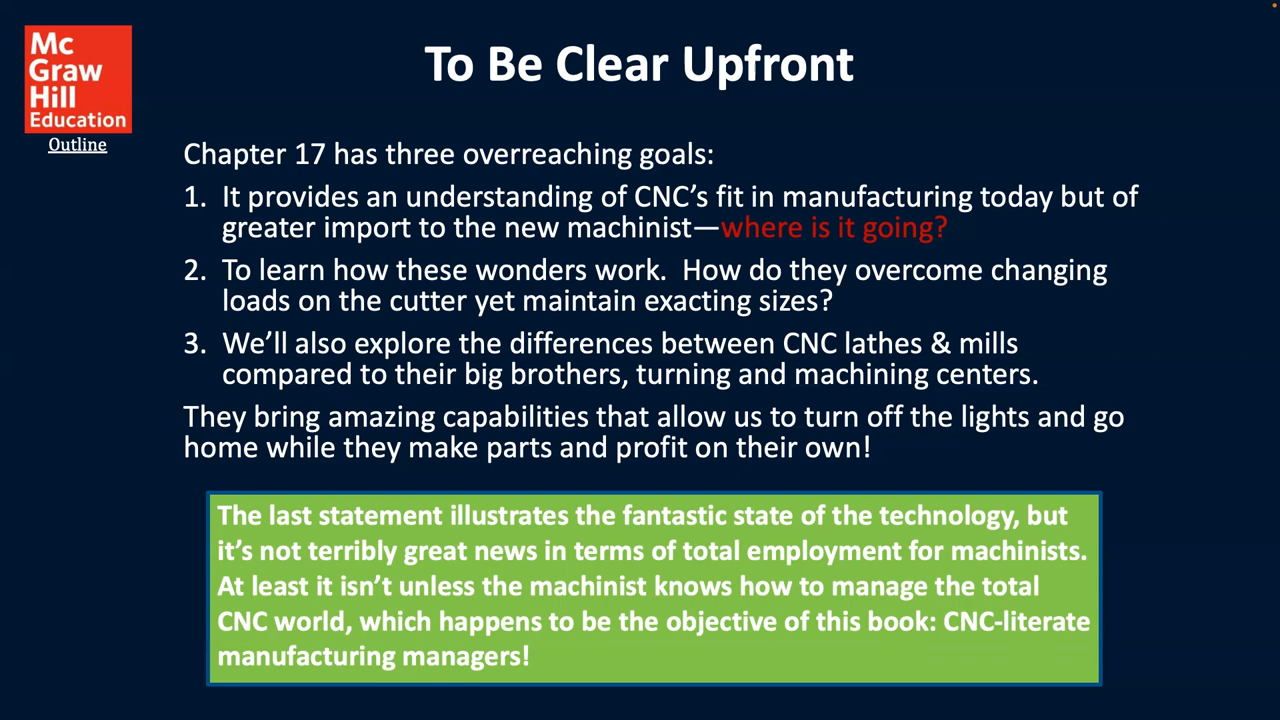 Mc
Graw
Hill
Education
Outline
To Be Clear Upfront
Chapter 17 has three overreaching goals:
1. It provides an understanding of CNC’s fit in manufacturing today but of
greater import to the new machinist—where is it going?
2. To learn how these wonders work.  How do they overcome changing
loads on the cutter yet maintain exacting sizes?
3. We’ll also explore the differences between CNC lathes & mills
compared to their big brothers, turning and machining centers.
They bring amazing capabilities that allow us to turn off the lights and go
home while they make parts and profit on their own!
The last statement illustrates the fantastic state of the technology, but
it’s not terribly great news in terms of total employment for machinists.
At least it isn’t unless the machinist knows how to manage the total
CNC world, which happens to be the objective of this book: CNC-literate
manufacturing managers!